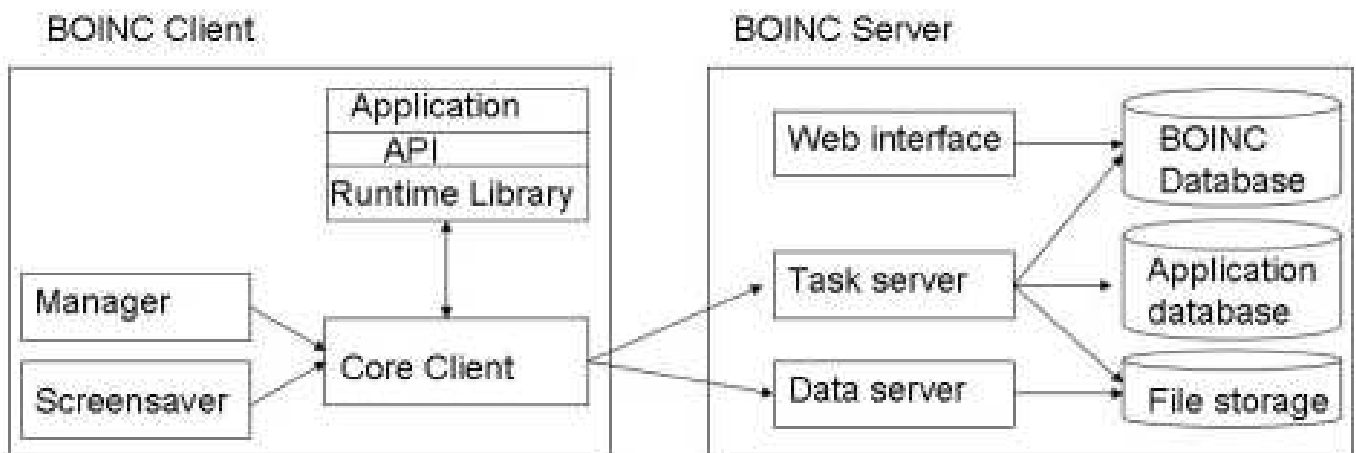 BOINC Client
BOINC Server
Application
API
Runtime Library
Manager
Screensaver
Core Client
Web interface
Task server
Data server
BOINC
Database
Application
database
File storage